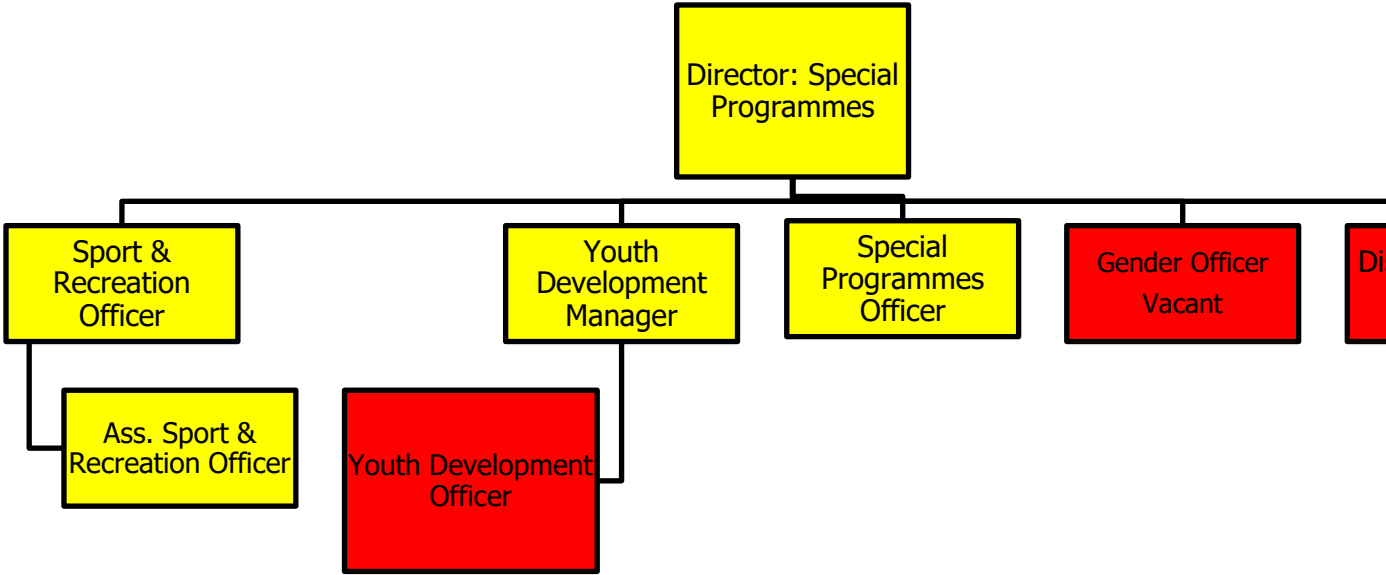 Director: Special
Programmes
Sport &
Recreation
Officer
Youth
Development
Manager
Special
Programmes
Officer
Gender Officer
Vacant
Ass. Sport &
Recreation Officer
Youth Development
Officer